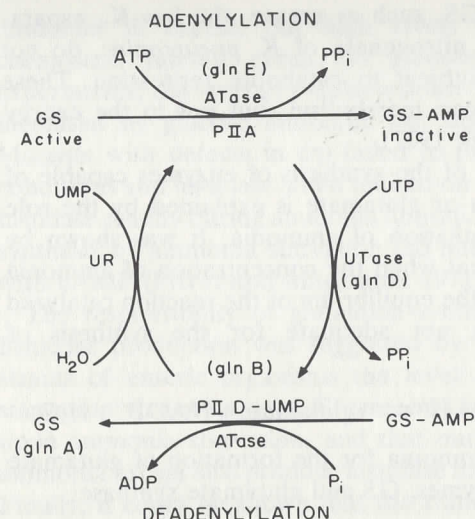 ADENYLYLATION
ATP (gln E) PPi
ATase
GS GS-AMP
Active PIIA Inactive
UMP UTP
UR UTase
(gln D)
H2O (gln B) PPi
PII D-UMP
GS GS-AMP
(gln A) ATase
ADP Pi
DEADENYLYLATION